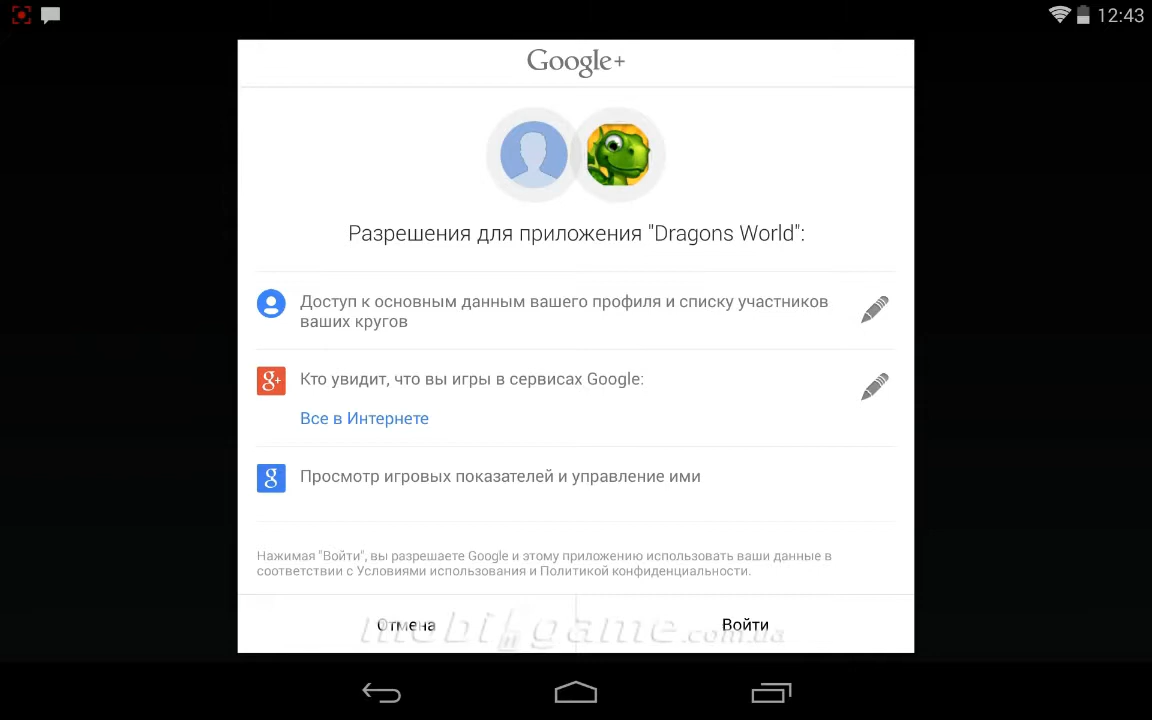 12:43
Google+
Разрешения для приложения "Dragons World":
Доступ к основным данным вашего профиля и списку участников
ваших кругов
g+ Кто увидит, что вы игры в сервисах Google:
Все в Интернете
g Просмотр игровых показателей и управление ими
Нажимая "Войти", вы разрешаете Google и этому приложению использовать ваши данные в
соответствии с Условиями использования и Политикой конфиденциальности.
Отмена Войти
mobi game.com.ua